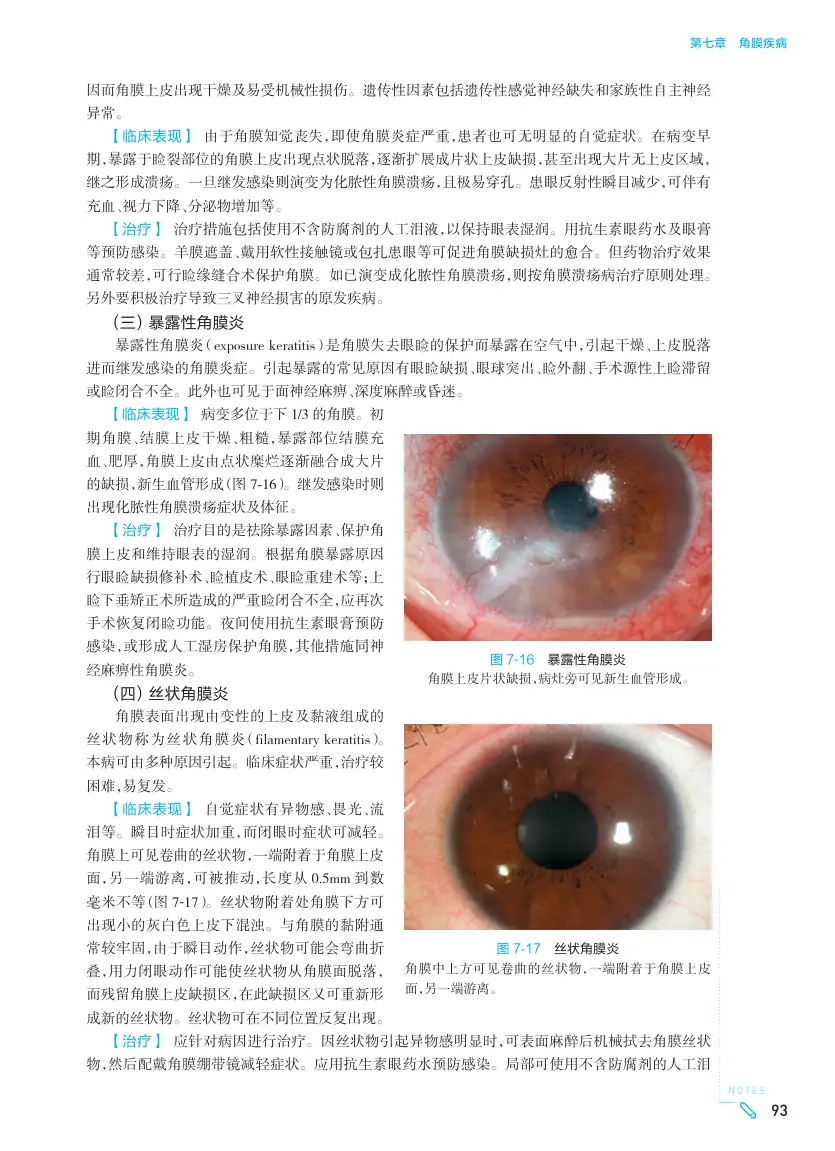 第七章　角膜疾病
因而角膜上皮出现干燥及易受机械性损伤。遗传性因素包括遗传性感觉神经缺失和家族性自主神经
异常。
【临床表现】 由于角膜知觉丧失,即使角膜炎症严重,患者也可无明显的自觉症状。在病变早
期,暴露于睑裂部位的角膜上皮出现点状脱落,逐渐扩展成片状上皮缺损,甚至出现大片无上皮区域,
继之形成溃疡。一旦继发感染则演变为化脓性角膜溃疡,且极易穿孔。患眼反射性瞬目减少,可伴有
充血、视力下降、分泌物增加等。
【治疗】 治疗措施包括使用不含防腐剂的人工泪液,以保持眼表湿润。用抗生素眼药水及眼膏
等预防感染。羊膜遮盖、戴用软性接触镜或包扎患眼等可促进角膜缺损灶的愈合。但药物治疗效果
通常较差,可行睑缘缝合术保护角膜。如已演变成化脓性角膜溃疡,则按角膜溃疡病治疗原则处理。
另外要积极治疗导致三叉神经损害的原发疾病。
（三）暴露性角膜炎
暴露性角膜炎（exposure keratitis）是角膜失去眼睑的保护而暴露在空气中,引起干燥、上皮脱落
进而继发感染的角膜炎症。引起暴露的常见原因有眼睑缺损、眼球突出、睑外翻、手术源性上睑滞留
或睑闭合不全。此外也可见于面神经麻痹、深度麻醉或昏迷。
【临床表现】 病变多位于下 1/3 的角膜。初
期角膜、结膜上皮干燥、粗糙,暴露部位结膜充
血、肥厚,角膜上皮由点状糜烂逐渐融合成大片
的缺损,新生血管形成（图 7-16）。继发感染时则
出现化脓性角膜溃疡症状及体征。
【治疗】 治疗目的是祛除暴露因素、保护角
膜上皮和维持眼表的湿润。根据角膜暴露原因
行眼睑缺损修补术、睑植皮术、眼睑重建术等;上
睑下垂矫正术所造成的严重睑闭合不全,应再次
手术恢复闭睑功能。夜间使用抗生素眼膏预防
感染,或形成人工湿房保护角膜,其他措施同神
经麻痹性角膜炎。
（四）丝状角膜炎
角膜表面出现由变性的上皮及黏液组成的
丝状物称为丝状角膜炎（filamentary keratitis）。
本病可由多种原因引起。临床症状严重,治疗较
困难,易复发。
【临床表现】 自觉症状有异物感、畏光、流
泪等。瞬目时症状加重,而闭眼时症状可减轻。
角膜上可见卷曲的丝状物,一端附着于角膜上皮
面,另一端游离,可被推动,长度从 0.5mm 到数
毫米不等（图 7-17）。丝状物附着处角膜下方可
出现小的灰白色上皮下混浊。与角膜的黏附通
常较牢固,由于瞬目动作,丝状物可能会弯曲折
叠,用力闭眼动作可能使丝状物从角膜面脱落,
而残留角膜上皮缺损区,在此缺损区又可重新形
成新的丝状物。丝状物可在不同位置反复出现。
图 7-16　暴露性角膜炎
角膜上皮片状缺损,病灶旁可见新生血管形成。
图 7-17　丝状角膜炎
角膜中上方可见卷曲的丝状物,一端附着于角膜上皮
面,另一端游离。
【治疗】 应针对病因进行治疗。因丝状物引起异物感明显时,可表面麻醉后机械拭去角膜丝状
物,然后配戴角膜绷带镜减轻症状。应用抗生素眼药水预防感染。局部可使用不含防腐剂的人工泪
NOTES
93